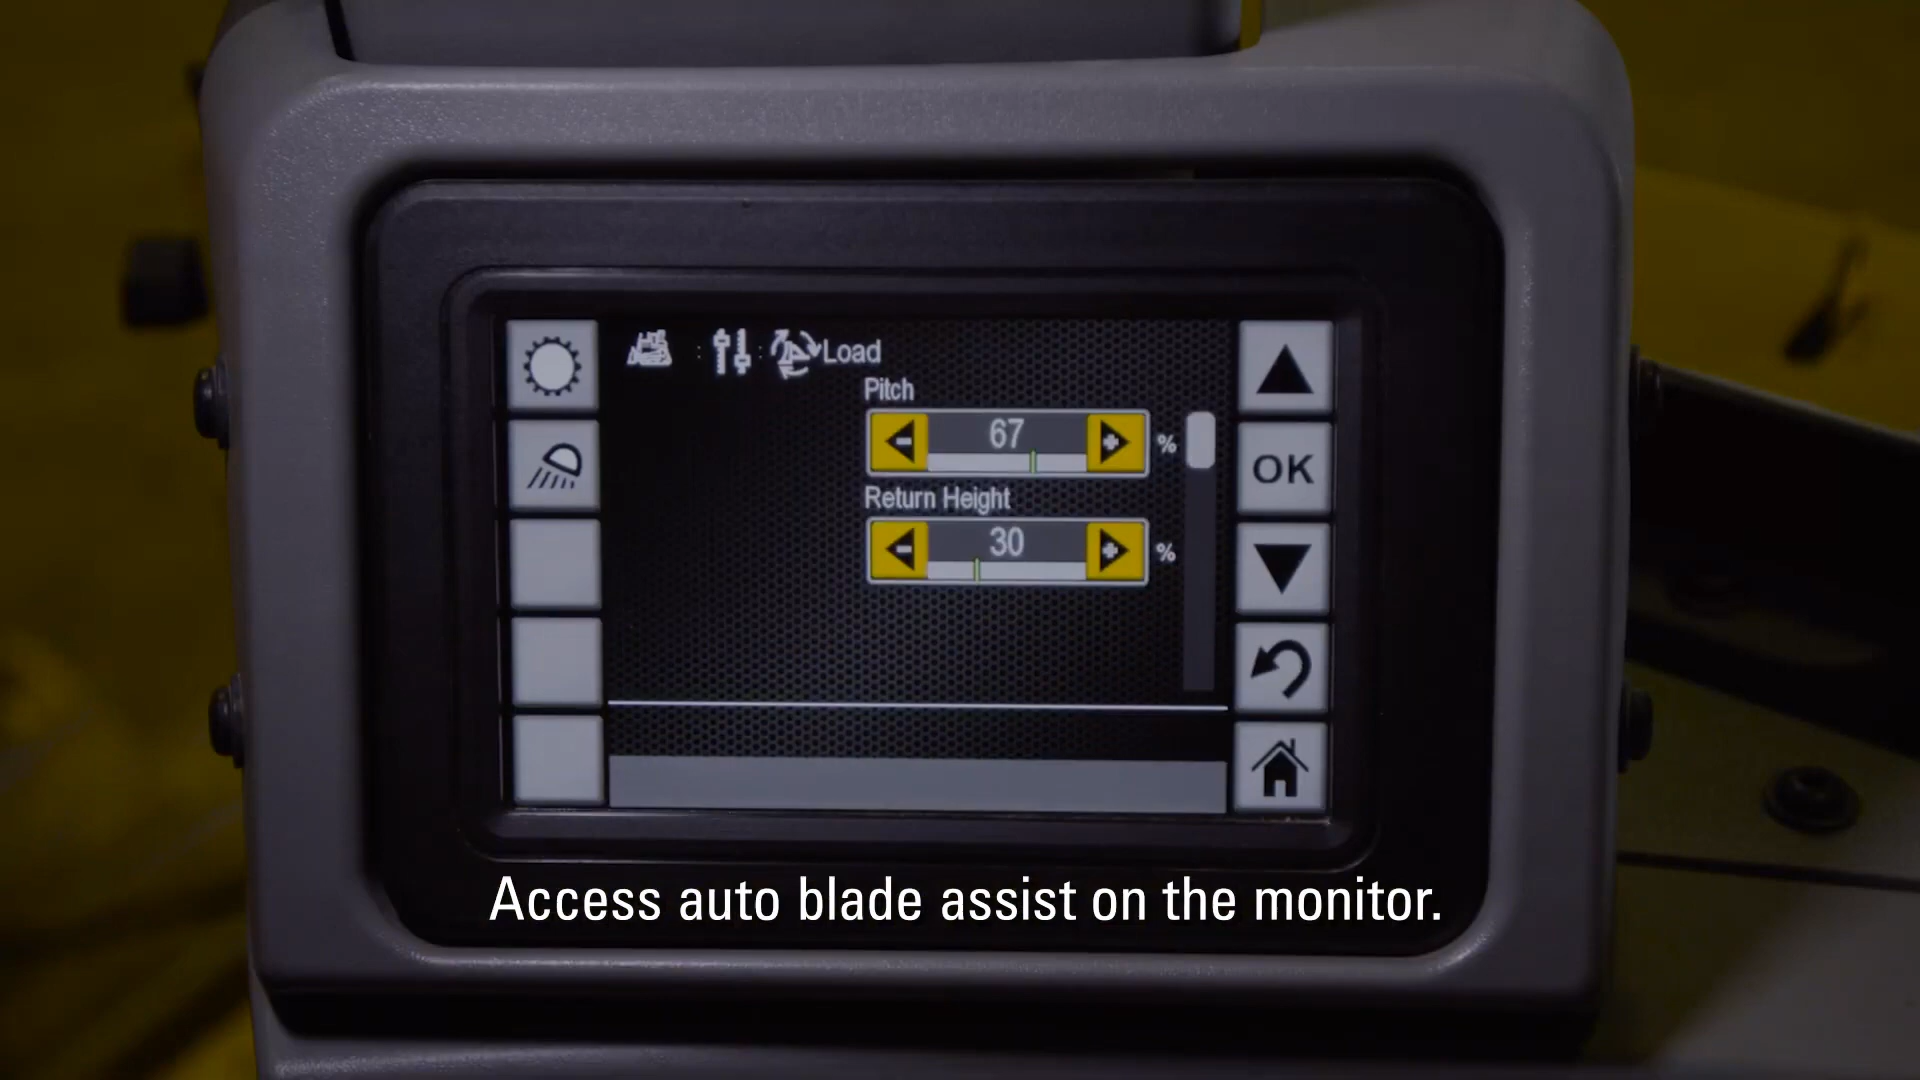 Load
Pitch
67 %
OK
Return Height
30 %
Access auto blade assist on the monitor.